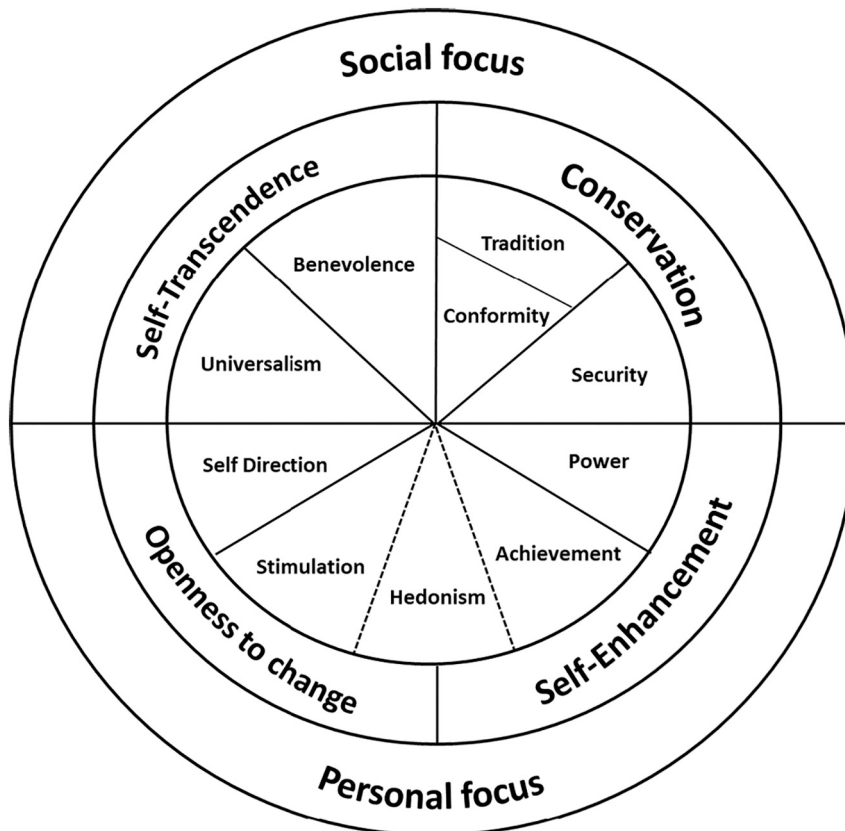 Social focus
Self-Transcendence
Conservation
Benevolence
Tradition
Conformity
Universalism
Security
Self Direction
Power
Stimulation
Achievement
Hedonism
Openness to change
Self-Enhancement
Personal focus